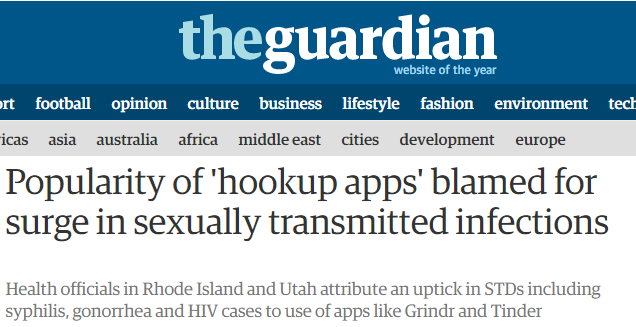 theguardian
website of the year
football opinion culture business lifestyle fashion environment
asia australia africa middle east cities development europe
Popularity of 'hookup apps' blamed for
surge in sexually transmitted infections
Health officials in Rhode Island and Utah attribute an uptick in STDs including
syphilis, gonorrhea and HIV cases to use of apps like Grindr and Tinder